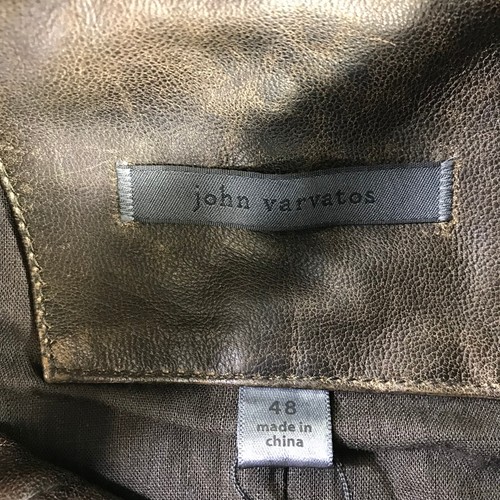 john varvatos
48
made in
china